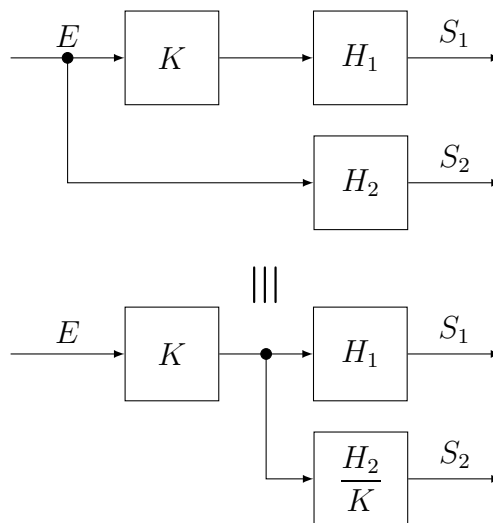 E K H₁ S₁
H₂ S₂
|||
E K H₁ S₁
H₂/K S₂